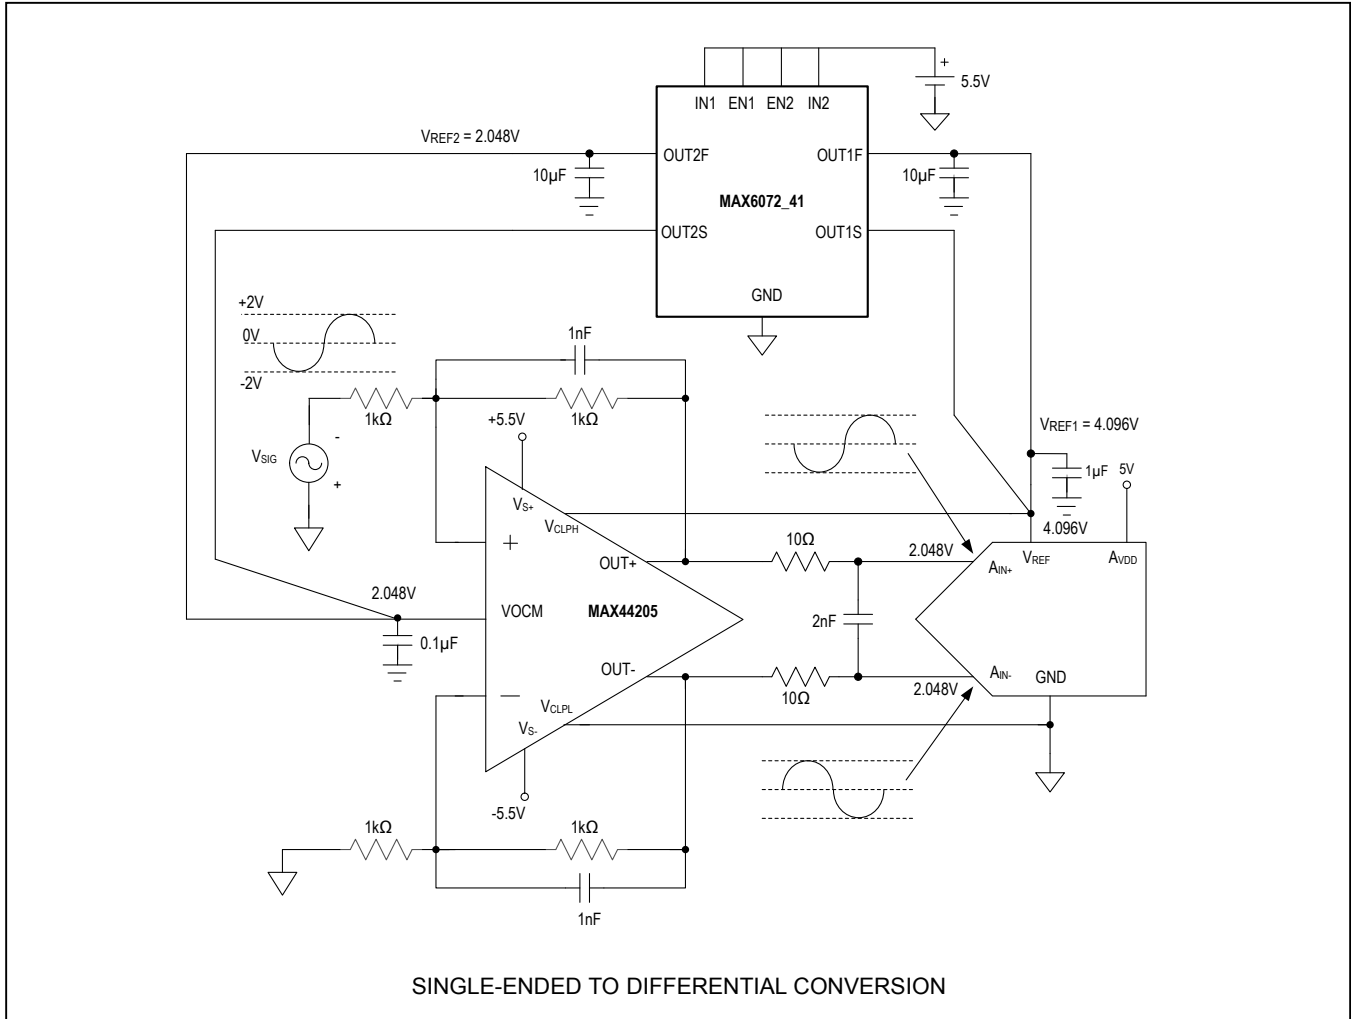 +
5.5V
IN1 EN1 EN2 IN2
VREF2 = 2.048V
OUT2F
OUT1F
10µF
10µF
MAX6072_41
OUT2S
OUT1S
GND
+2V
0V
-2V
1nF
1kΩ
1kΩ
+5.5V
VREF1 = 4.096V
-
VSIG
+
1µF
5V
VS+
VCLPH
4.096V
+
10Ω
2.048V
VREF
AVDD
OUT+
AIN+
2.048V
VOCM
MAX44205
2nF
0.1µF
OUT-
AIN-
GND
—
10Ω
2.048V
VCLPL
VS-
-5.5V
1kΩ
1kΩ
1nF
SINGLE-ENDED TO DIFFERENTIAL CONVERSION